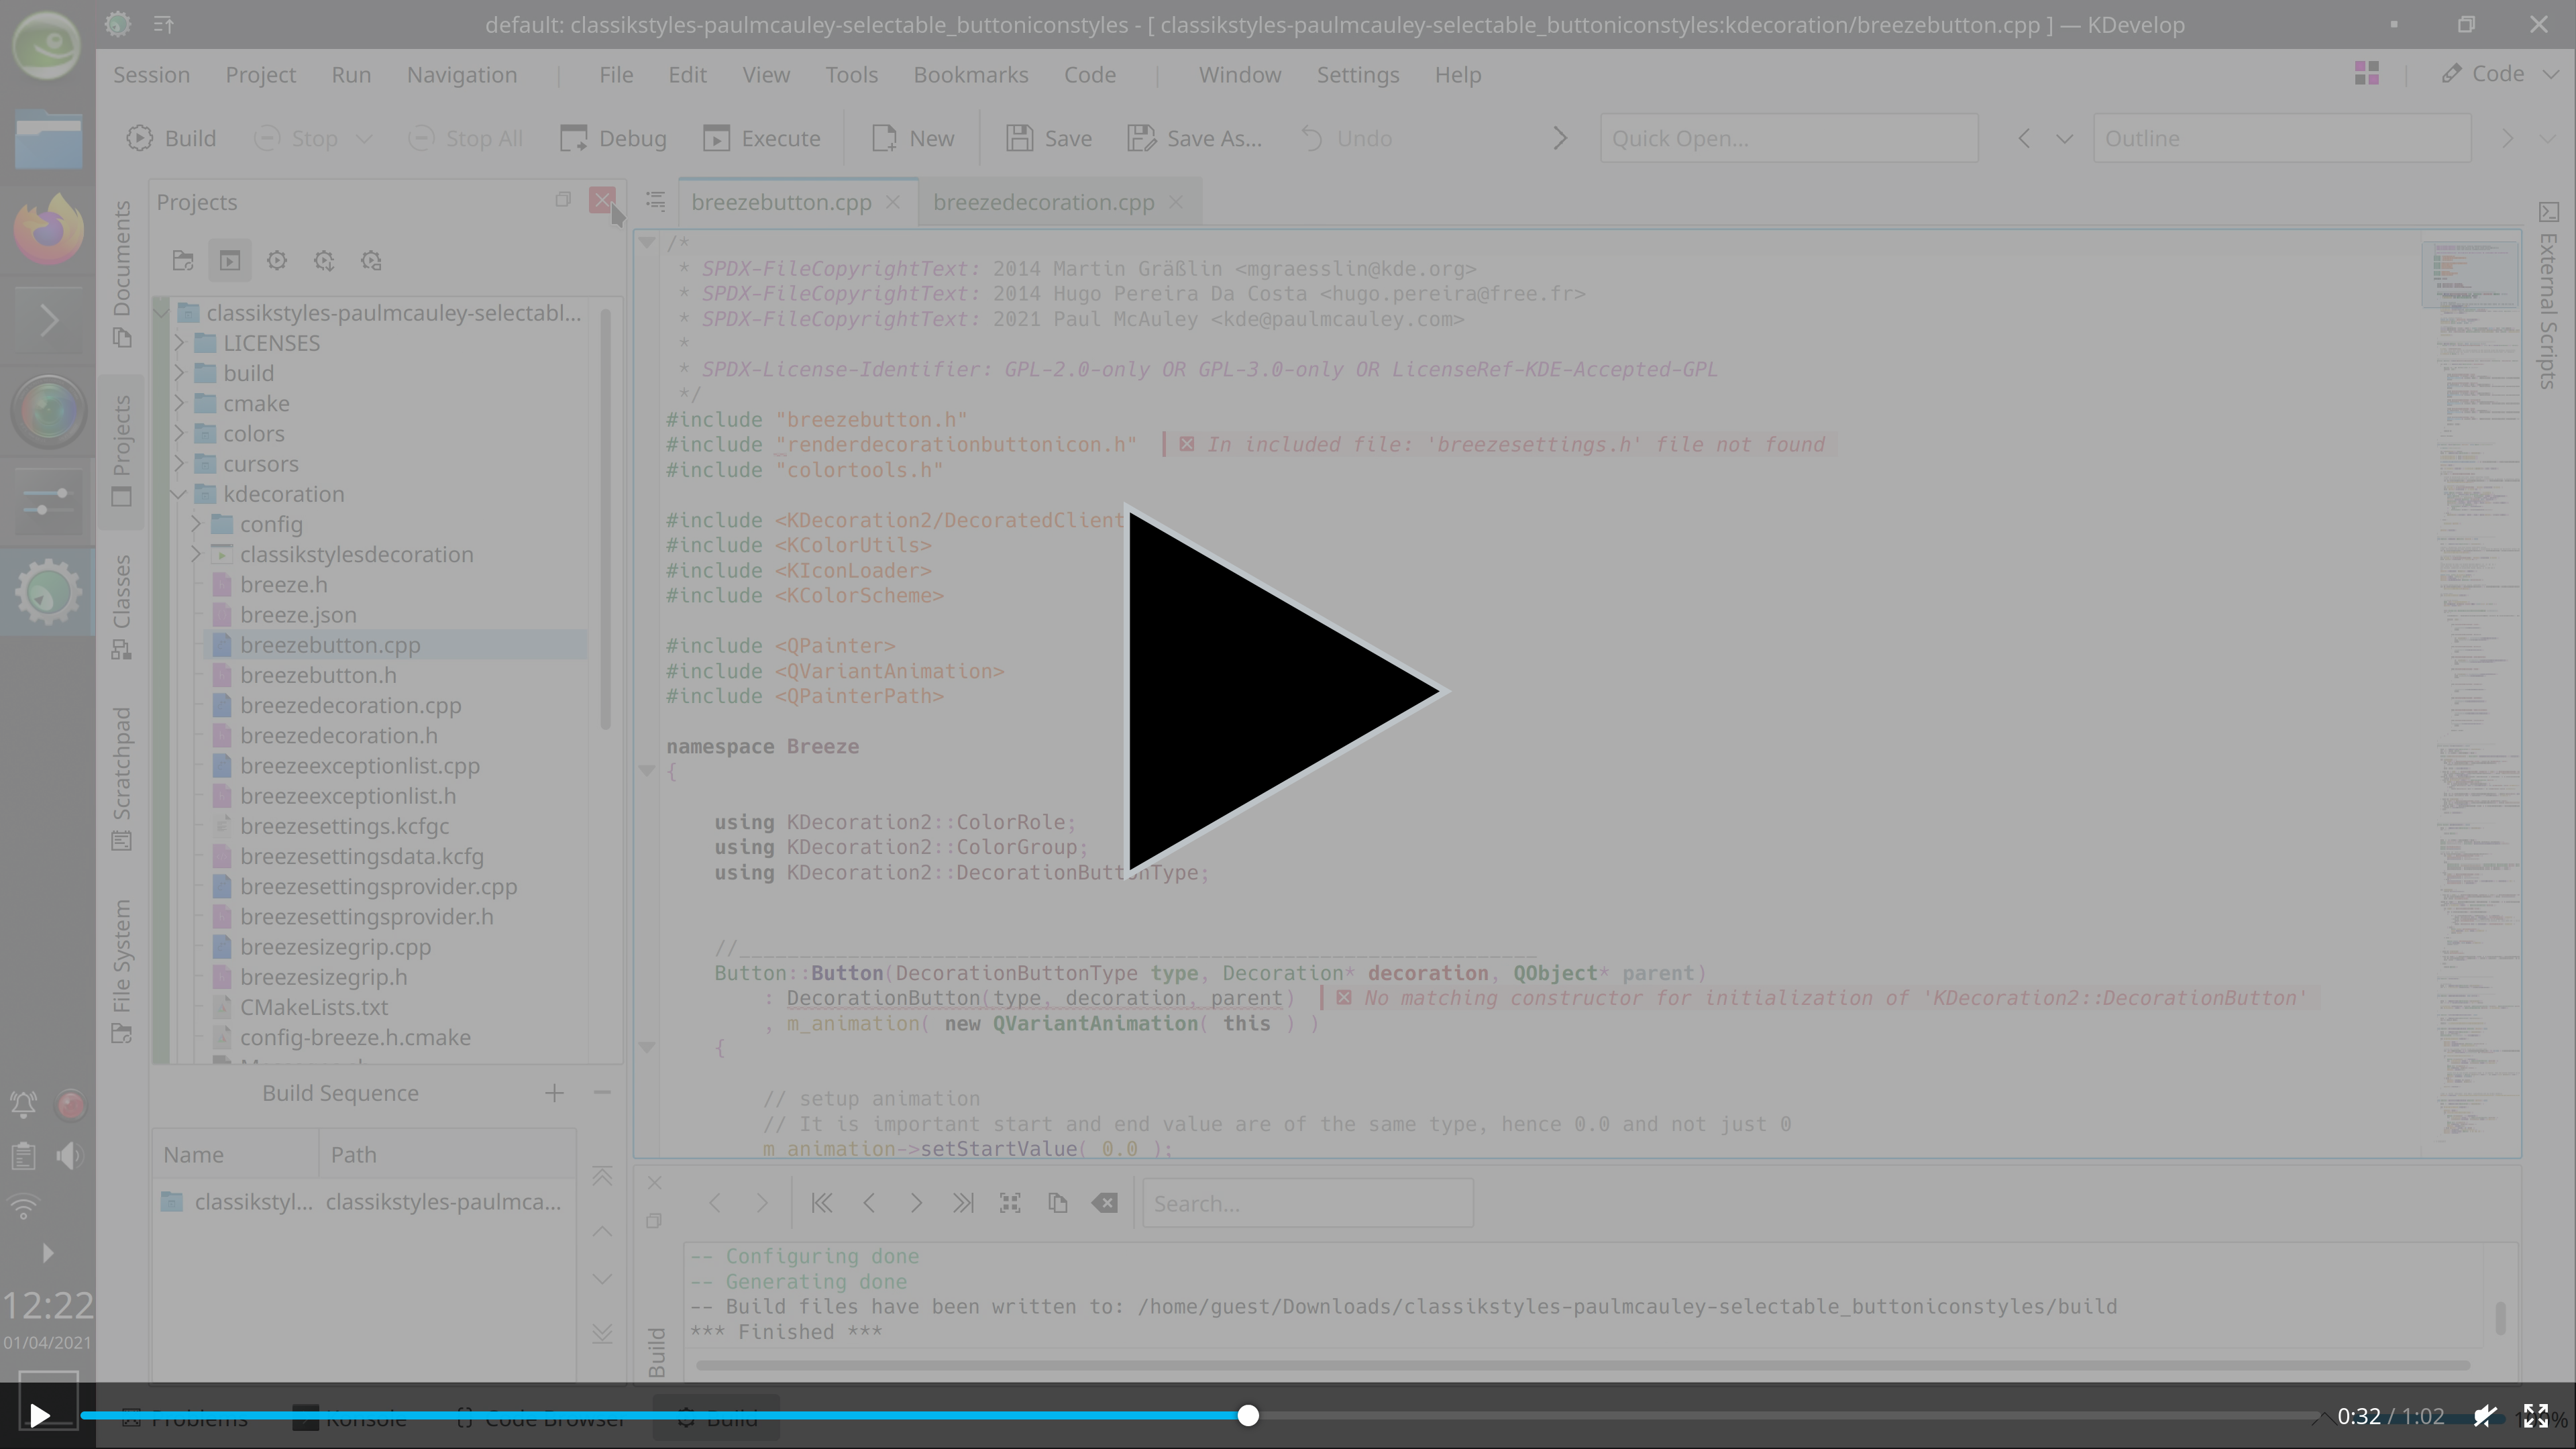 default: classikstyles-paulmcauley-selectable_buttoniconstyles - [ classikstyles-paulmcauley-selectable_buttoniconstyles:kdecoration/breezebutton.cpp ] — KDevelop
Session Project Run Navigation | File Edit View Tools Bookmarks Code | Window Settings Help | Code
Build Stop Stop All Debug Execute New Save Save As... Undo Quick Open... Outline
Documents
Projects
Classes
Scratchpad
File System
Projects
classikstyles-paulmcauley-selectabl...
LICENSES
build
cmake
colors
cursors
kdecoration
config
classikstylesdecoration
breeze.h
breeze.json
breezebutton.cpp
breezebutton.h
breezedecoration.cpp
breezedecoration.h
breezeexceptionlist.cpp
breezeexceptionlist.h
breezesettings.kcfgc
breezesettingsdata.kcfg
breezesettingsprovider.cpp
breezesettingsprovider.h
breezesizegrip.cpp
breezesizegrip.h
CMakeLists.txt
config-breeze.h.cmake
Build Sequence
Name Path
classikstyl... classikstyles-paulmca...
breezebutton.cpp breezedecoration.cpp
/*
* SPDX-FileCopyrightText: 2014 Martin Gräßlin <mgraesslin@kde.org>
* SPDX-FileCopyrightText: 2014 Hugo Pereira Da Costa <hugo.pereira@free.fr>
* SPDX-FileCopyrightText: 2021 Paul McAuley <kde@paulmcauley.com>
*
* SPDX-License-Identifier: GPL-2.0-only OR GPL-3.0-only OR LicenseRef-KDE-Accepted-GPL
*/
#include "breezebutton.h"
#include "renderdecorationbuttonicon.h" In included file: 'breezesettings.h' file not found
#include "colortools.h"
#include <KDecoration2/DecoratedClient
#include <KColorUtils>
#include <KIconLoader>
#include <KColorScheme>
#include <QPainter>
#include <QVariantAnimation>
#include <QPainterPath>
namespace Breeze
{
using KDecoration2::ColorRole;
using KDecoration2::ColorGroup;
using KDecoration2::DecorationButtonType;
//__________________________________________________________________
Button::Button(DecorationButtonType type, Decoration* decoration, QObject* parent)
: DecorationButton(type, decoration, parent) No matching constructor for initialization of 'KDecoration2::DecorationButton'
, m_animation( new QVariantAnimation( this ) )
{
// setup animation
// It is important start and end value are of the same type, hence 0.0 and not just 0
m_animation->setStartValue( 0.0 );
External Scripts
Search...
Build
-- Configuring done
-- Generating done
-- Build files have been written to: /home/guest/Downloads/classikstyles-paulmcauley-selectable_buttoniconstyles/build
*** Finished ***
12:22
01/04/2021
Problems Konsole {} Code Browser Build
0:32 / 1:02